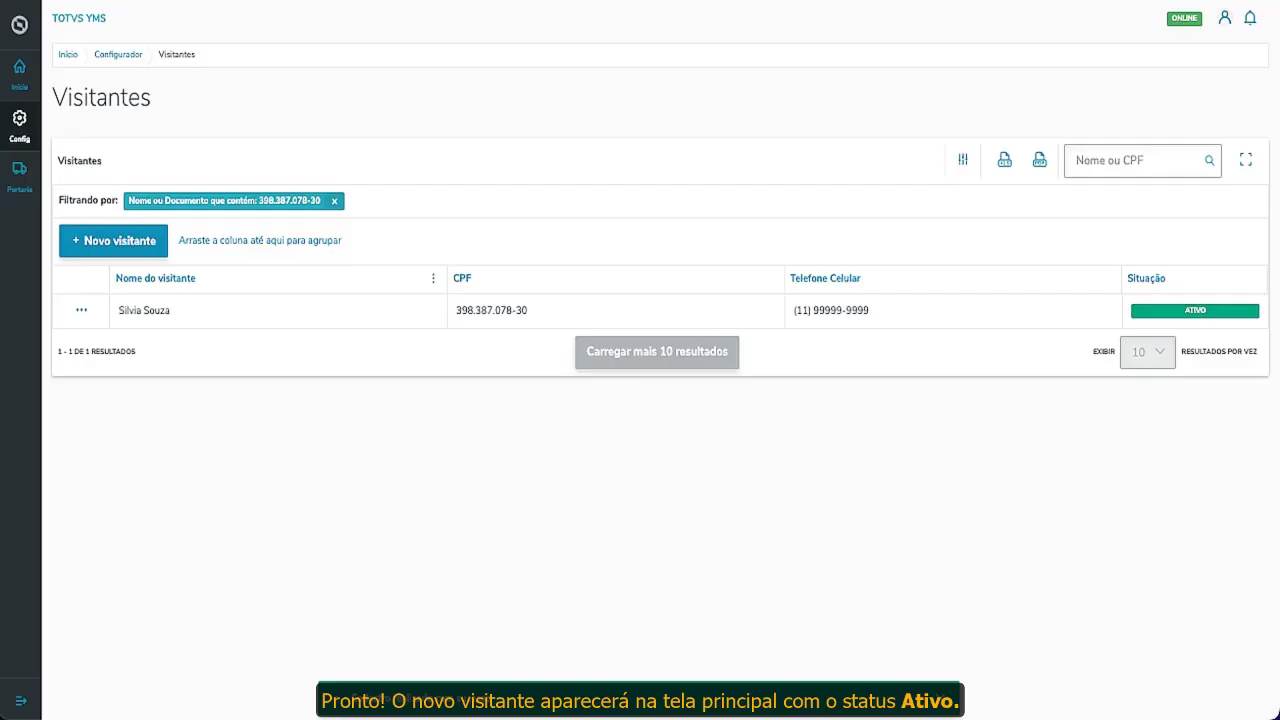 TOTVS YMS
ONLINE
Início
Configurador
Visitantes
Início
Config
Portaria
Visitantes
Visitantes
Nome ou CPF
Filtrando por: Nome ou Documento que contém: 398.387.078-30 x
+ Novo visitante
Arraste a coluna até aqui para agrupar
Nome do visitante CPF Telefone Celular Situação
Silvia Souza 398.387.078-30 (11) 99999-9999 ATIVO
1 - 1 DE 1 RESULTADOS
Carregar mais 10 resultados
EXIBIR 10 RESULTADOS POR VEZ
Pronto! O novo visitante aparecerá na tela principal com o status Ativo.